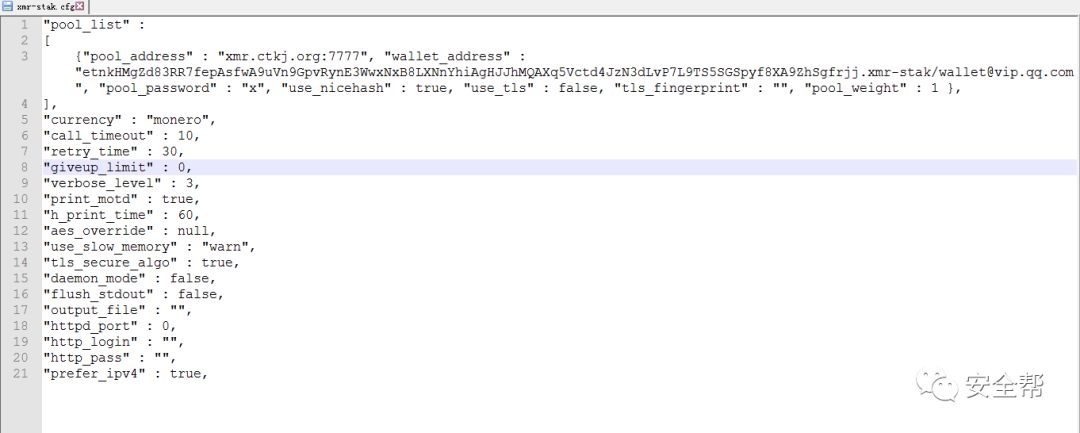 xmr-stak.cfg
1 "pool_list" :
2 [
3 {"pool_address" : "xmr.ctkj.org:7777", "wallet_address" :
"etnkHMgZd83RR7fepAsfwA9uVn9GpvRynE3WwxNxB8LXNnYhiAgHJJhMQAXq5Vctd4JzN3dLvP7L9TS5SGSpyf8XA9ZhSgfrjj.xmr-stak/wallet@vip.qq.com
", "pool_password" : "x", "use_nicehash" : true, "use_tls" : false, "tls_fingerprint" : "", "pool_weight" : 1 },
4 ],
5 "currency" : "monero",
6 "call_timeout" : 10,
7 "retry_time" : 30,
8 "giveup_limit" : 0,
9 "verbose_level" : 3,
10 "print_motd" : true,
11 "h_print_time" : 60,
12 "aes_override" : null,
13 "use_slow_memory" : "warn",
14 "tls_secure_algo" : true,
15 "daemon_mode" : false,
16 "flush_stdout" : false,
17 "output_file" : "",
18 "httpd_port" : 0,
19 "http_login" : "",
20 "http_pass" : "",
21 "prefer_ipv4" : true,
安全帮